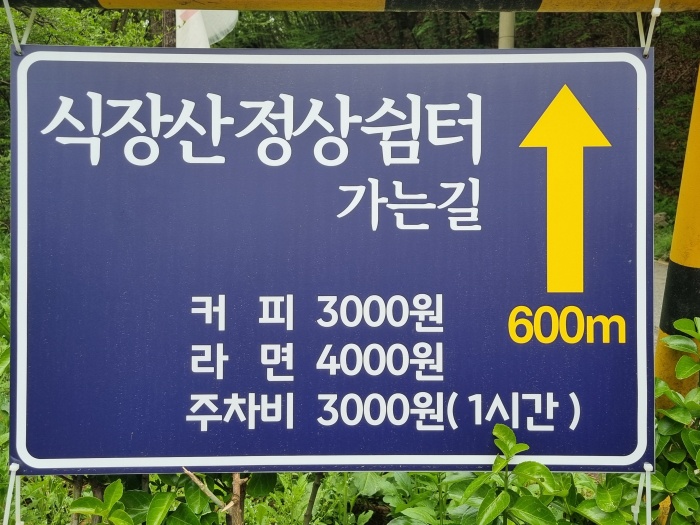 식장산 정상쉼터
가는길
600m
커 피 3000원
라 면 4000원
주차비 3000원( 1시간 )